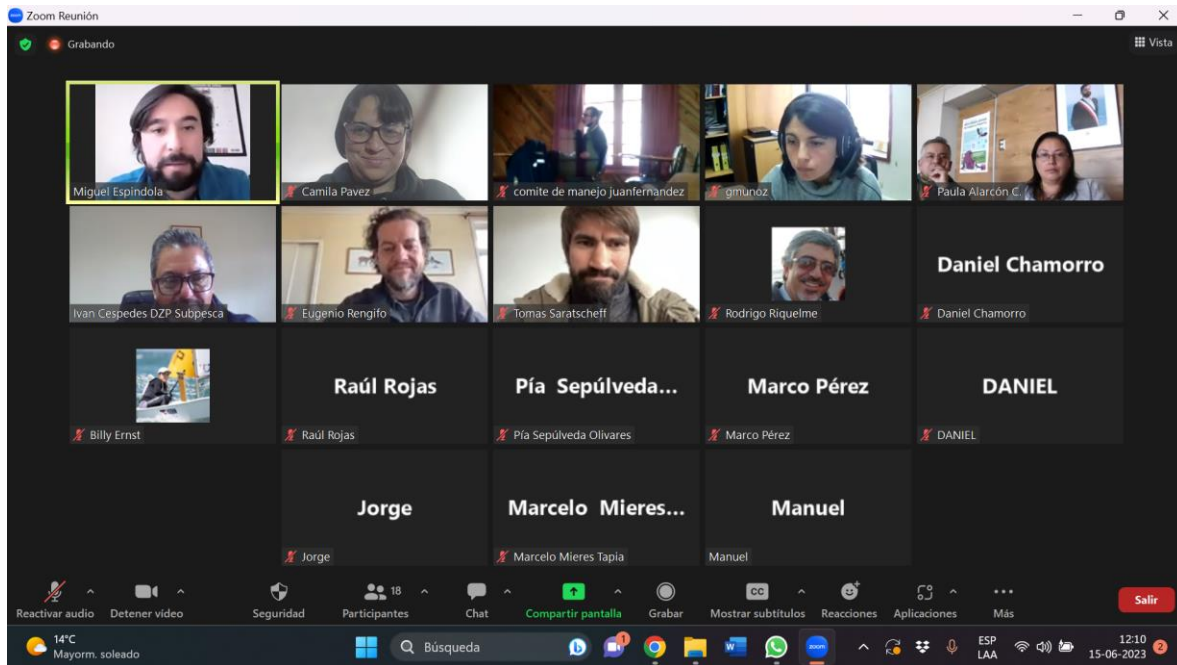 Zoom Reunión
Grabando
Vista
Miguel Espindola
Camila Pavez
comite de manejo juanfernandez
gmunoz
Paula Alarcón C.
Ivan Cespedes DZP Subpesca
Eugenio Rengifo
Tomas Saratscheff
Rodrigo Riquelme
Daniel Chamorro
Daniel Chamorro
Billy Ernst
Raúl Rojas
Raúl Rojas
Pía Sepúlveda...
Pía Sepúlveda Olivares
Marco Pérez
Marco Pérez
DANIEL
DANIEL
Jorge
Jorge
Marcelo Mieres...
Marcelo Mieres Tapia
Manuel
Manuel
Reactivar audio
Detener video
Seguridad
18
Participantes
Chat
Compartir pantalla
Grabar
CC
Mostrar subtítulos
Reacciones
Aplicaciones
Más
Salir
14°C
Mayorm. soleado
Búsqueda
1
zoom
ESP
LAA
12:10
15-06-2023
2